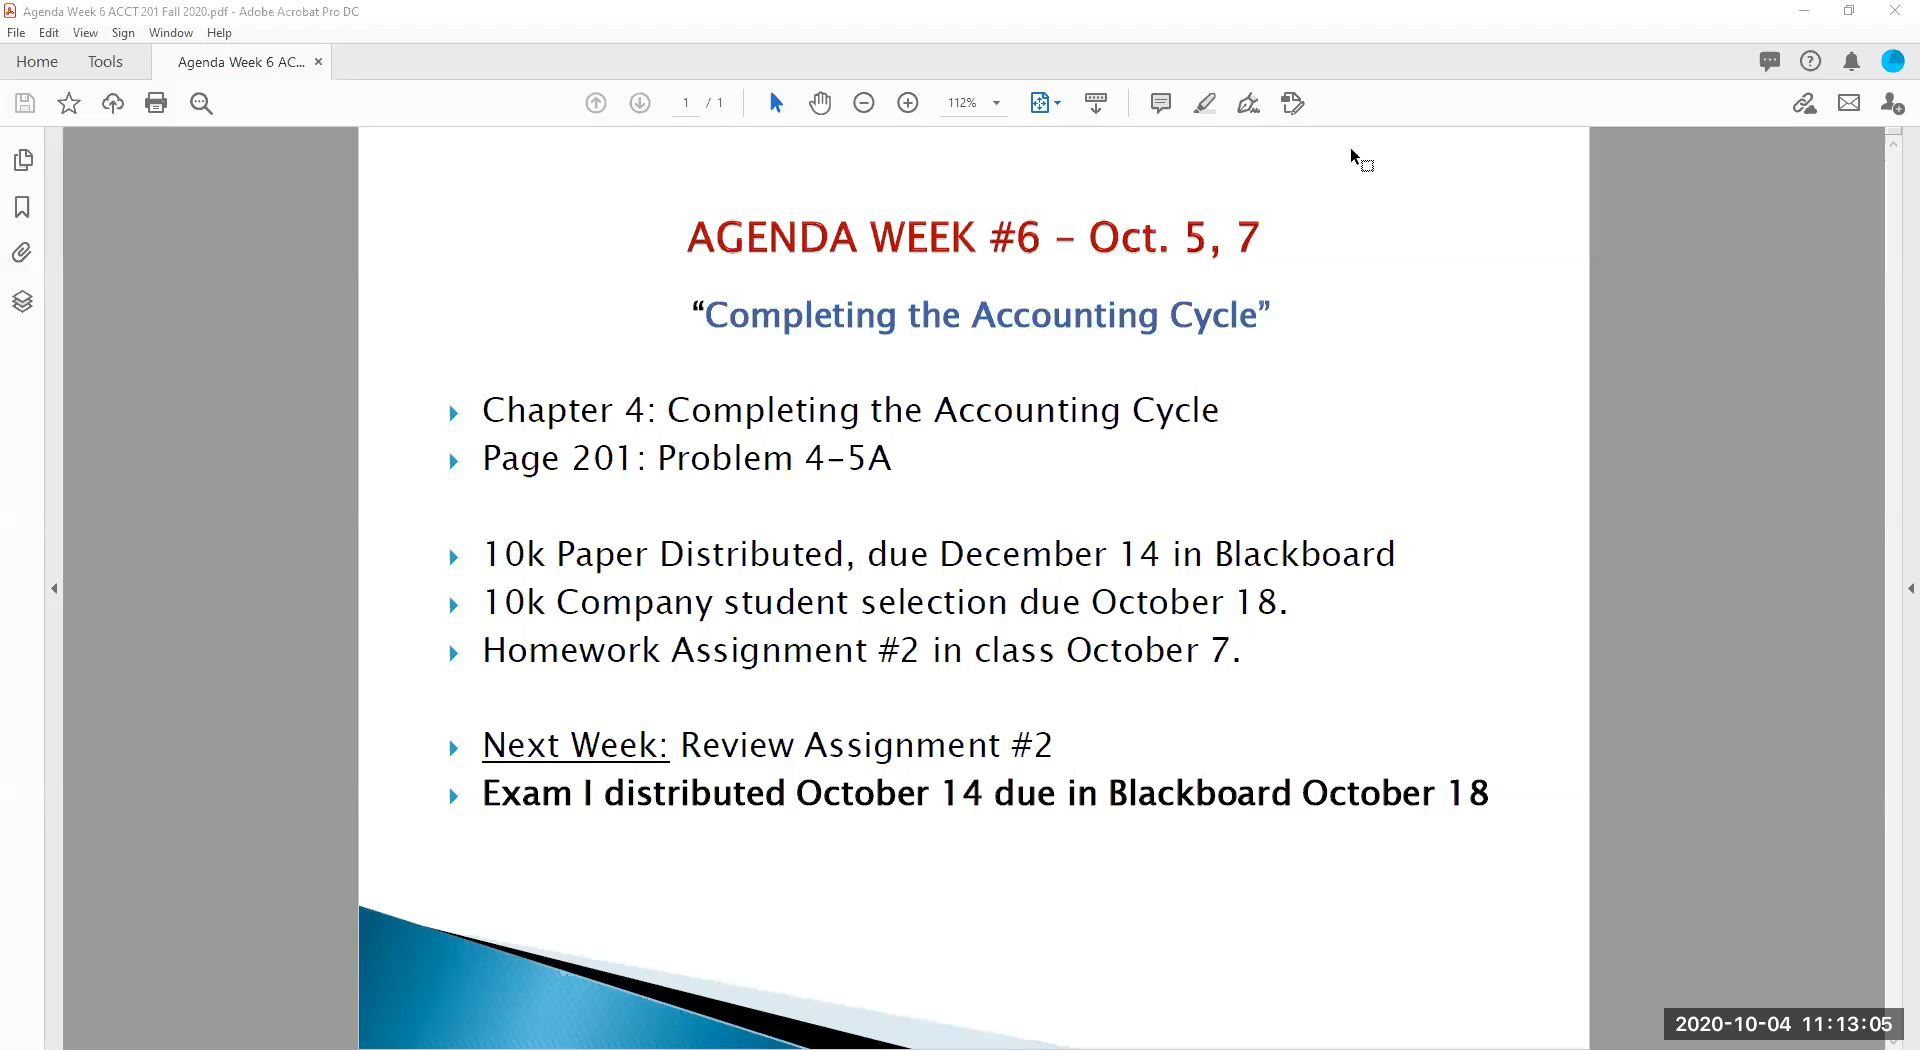 Agenda Week 6 ACCT 201 Fall 2020.pdf - Adobe Acrobat Pro DC
File Edit View Sign Window Help
Home Tools Agenda Week 6 AC... ×
1 / 1 112%
AGENDA WEEK #6 – Oct. 5, 7
“Completing the Accounting Cycle”
Chapter 4: Completing the Accounting Cycle
Page 201: Problem 4-5A
10k Paper Distributed, due December 14 in Blackboard
10k Company student selection due October 18.
Homework Assignment #2 in class October 7.
Next Week: Review Assignment #2
Exam I distributed October 14 due in Blackboard October 18
2020-10-04 11:13:05